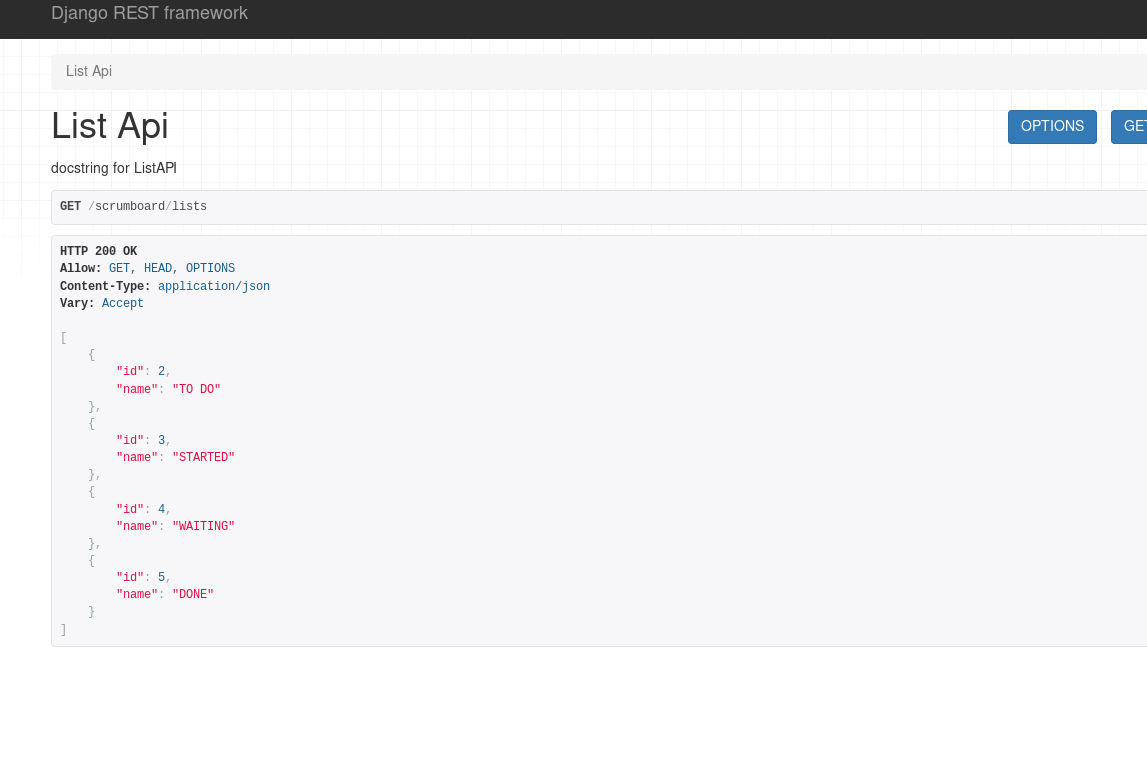 Django REST framework
List Api
List Api
OPTIONS
GET
docstring for ListAPI
GET /scrumboard/lists
HTTP 200 OK
Allow: GET, HEAD, OPTIONS
Content-Type: application/json
Vary: Accept
[
    {
        "id": 2,
        "name": "TO DO"
    },
    {
        "id": 3,
        "name": "STARTED"
    },
    {
        "id": 4,
        "name": "WAITING"
    },
    {
        "id": 5,
        "name": "DONE"
    }
]